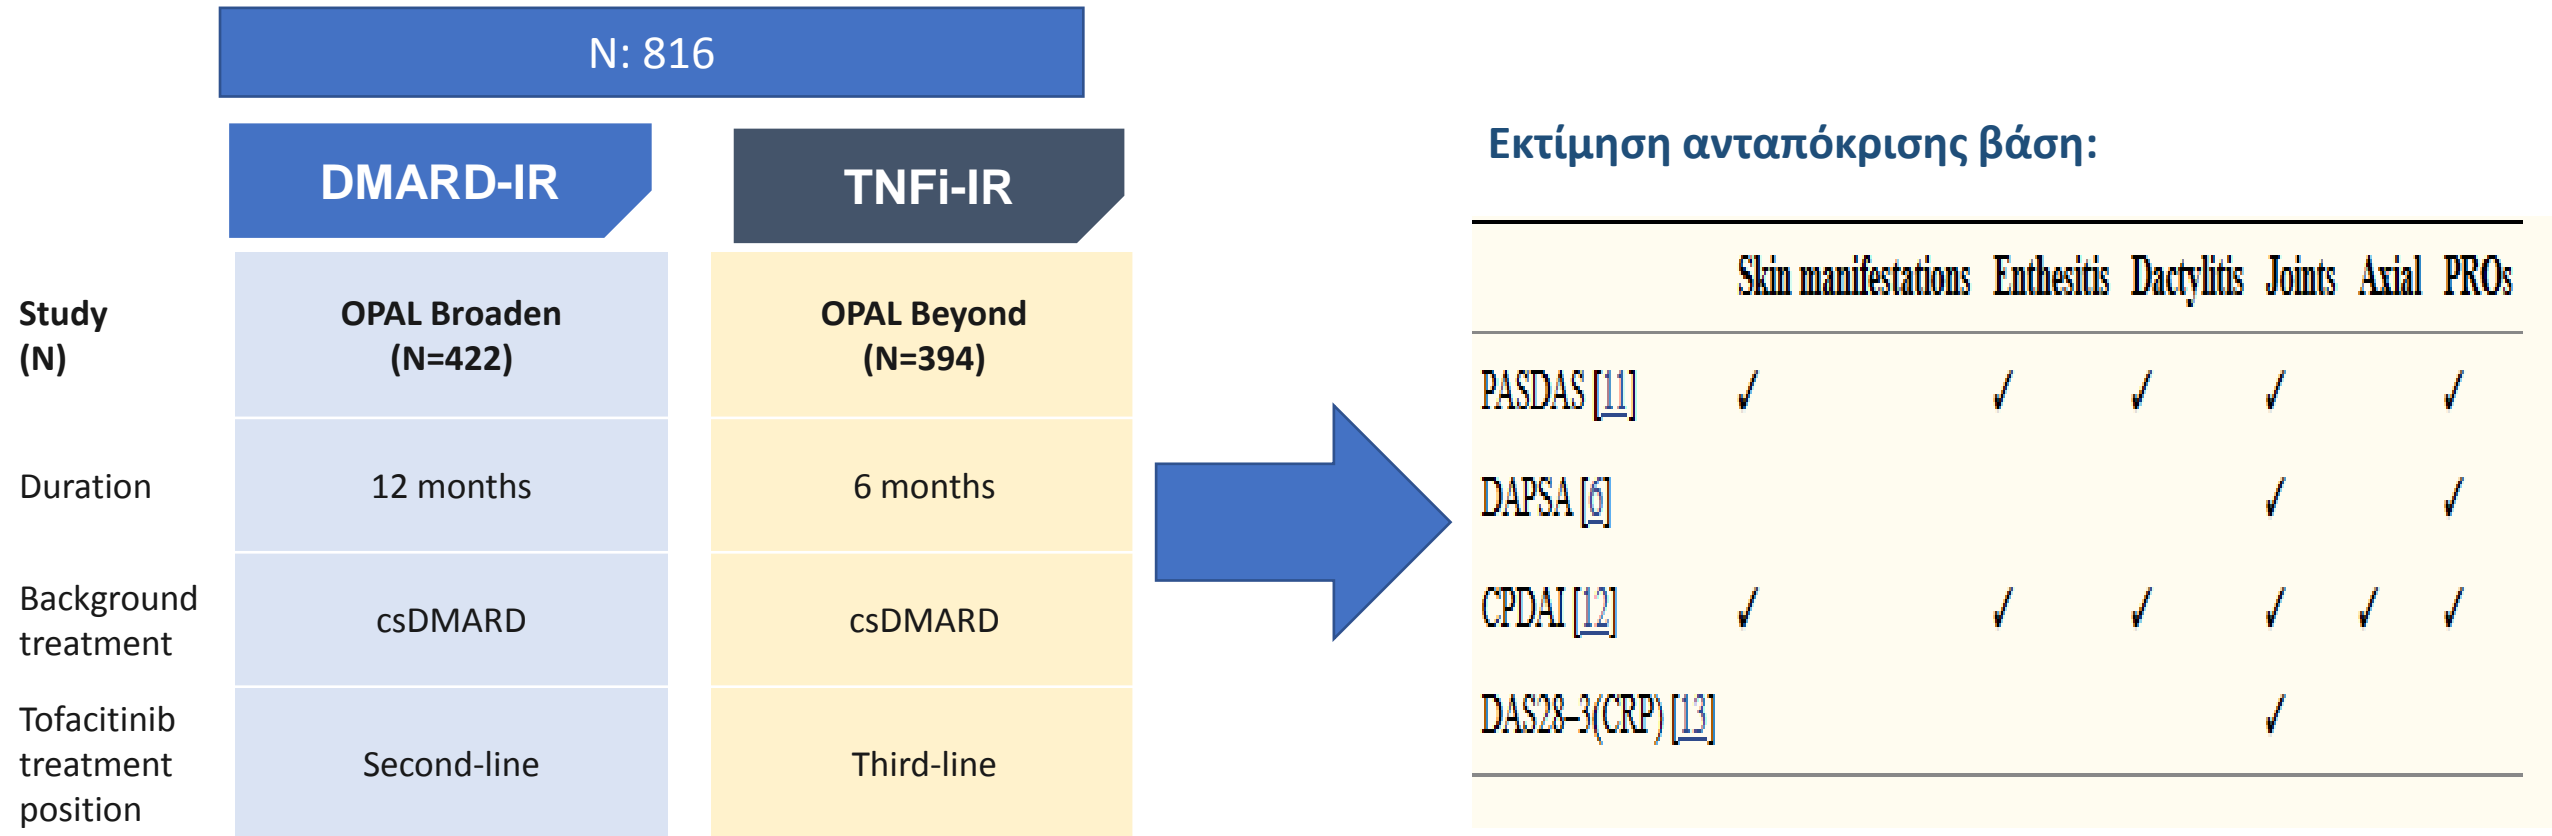 N: 816
DMARD-IR
TNFi-IR
Study
(N)
OPAL Broaden
(N=422)
OPAL Beyond
(N=394)
Duration
12 months
6 months
Background
treatment
csDMARD
csDMARD
Tofacitinib
treatment
position
Second-line
Third-line
Εκτίμηση ανταπόκρισης βάση:
Skin manifestations Enthesitis Dactylitis Joints Axial PROs
PASDAS [11] ✓ ✓ ✓ ✓ ✓
DAPSA [6] ✓ ✓
CPDAI [12] ✓ ✓ ✓ ✓ ✓ ✓
DAS28–3(CRP) [13] ✓